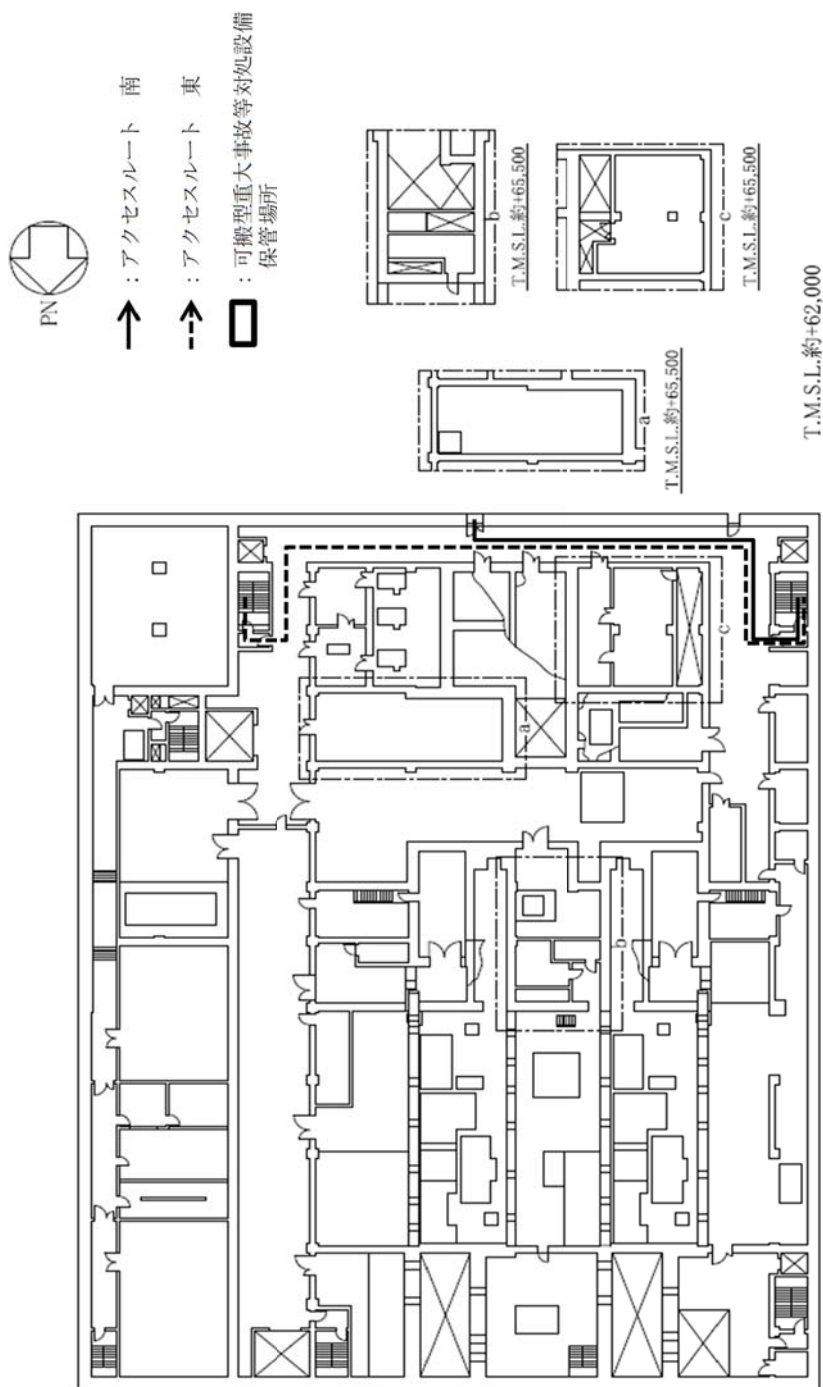 PN
：アクセスルート　南
：アクセスルート　東
：可搬型重大事故等対処設備
保管場所
b
T.M.S.L.約+65,500
c
T.M.S.L.約+65,500
a
T.M.S.L.約+65,500
T.M.S.L.約+62,000
a
b
c